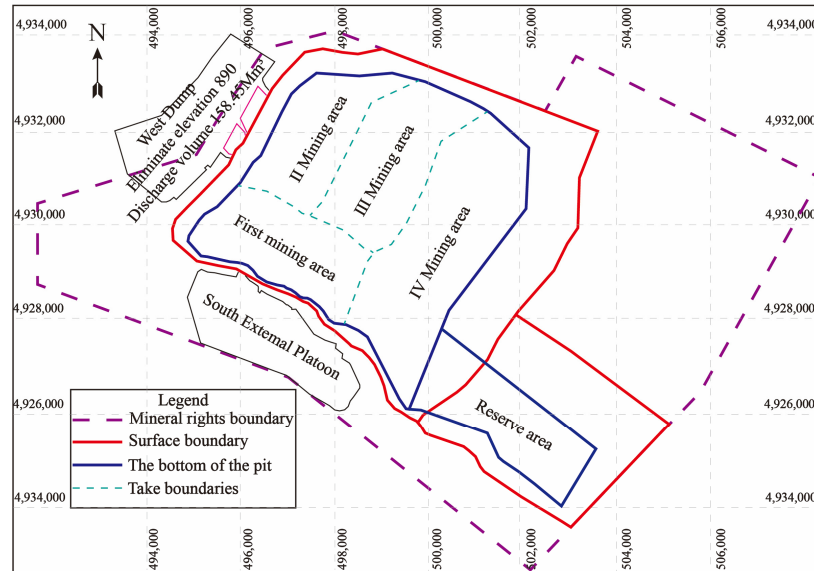 494,000
496,000
498,000
500,000
502,000
504,000
506,000
4,934,000
4,934,000
N
West Dump
Eliminate elevation 890
Discharge volume 158.45Mm³
II Mining area
III Mining area
4,932,000
4,932,000
4,930,000
4,930,000
First mining area
IV Mining area
4,928,000
4,928,000
South External Platoon
Legend
Mineral rights boundary
Surface boundary
The bottom of the pit
Take boundaries
Reserve area
4,926,000
4,926,000
4,934,000
4,934,000
494,000
496,000
498,000
500,000
502,000
504,000
506,000